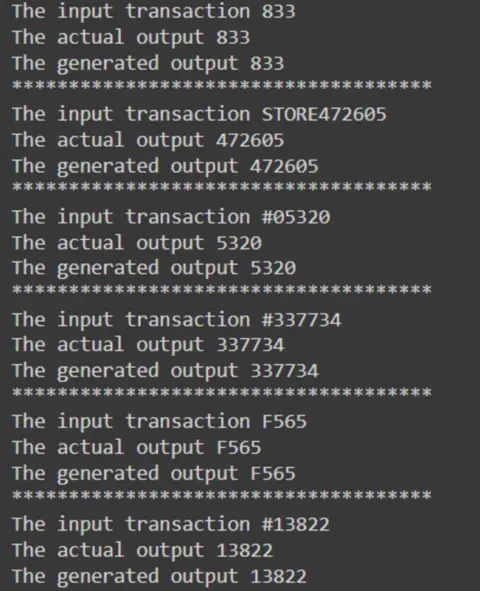 The input transaction 833
The actual output 833
The generated output 833
*************************************
The input transaction STORE472605
The actual output 472605
The generated output 472605
*************************************
The input transaction #05320
The actual output 5320
The generated output 5320
*************************************
The input transaction #337734
The actual output 337734
The generated output 337734
*************************************
The input transaction F565
The actual output F565
The generated output F565
*************************************
The input transaction #13822
The actual output 13822
The generated output 13822